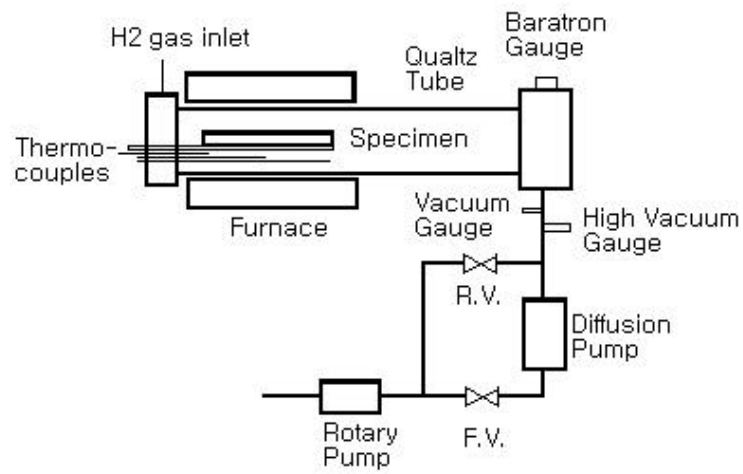 H2 gas inlet
Baratron
Gauge
Qualtz
Tube
Thermo-
couples
Specimen
Furnace
Vacuum
Gauge
High Vacuum
Gauge
R.V.
Diffusion
Pump
Rotary
Pump
F.V.